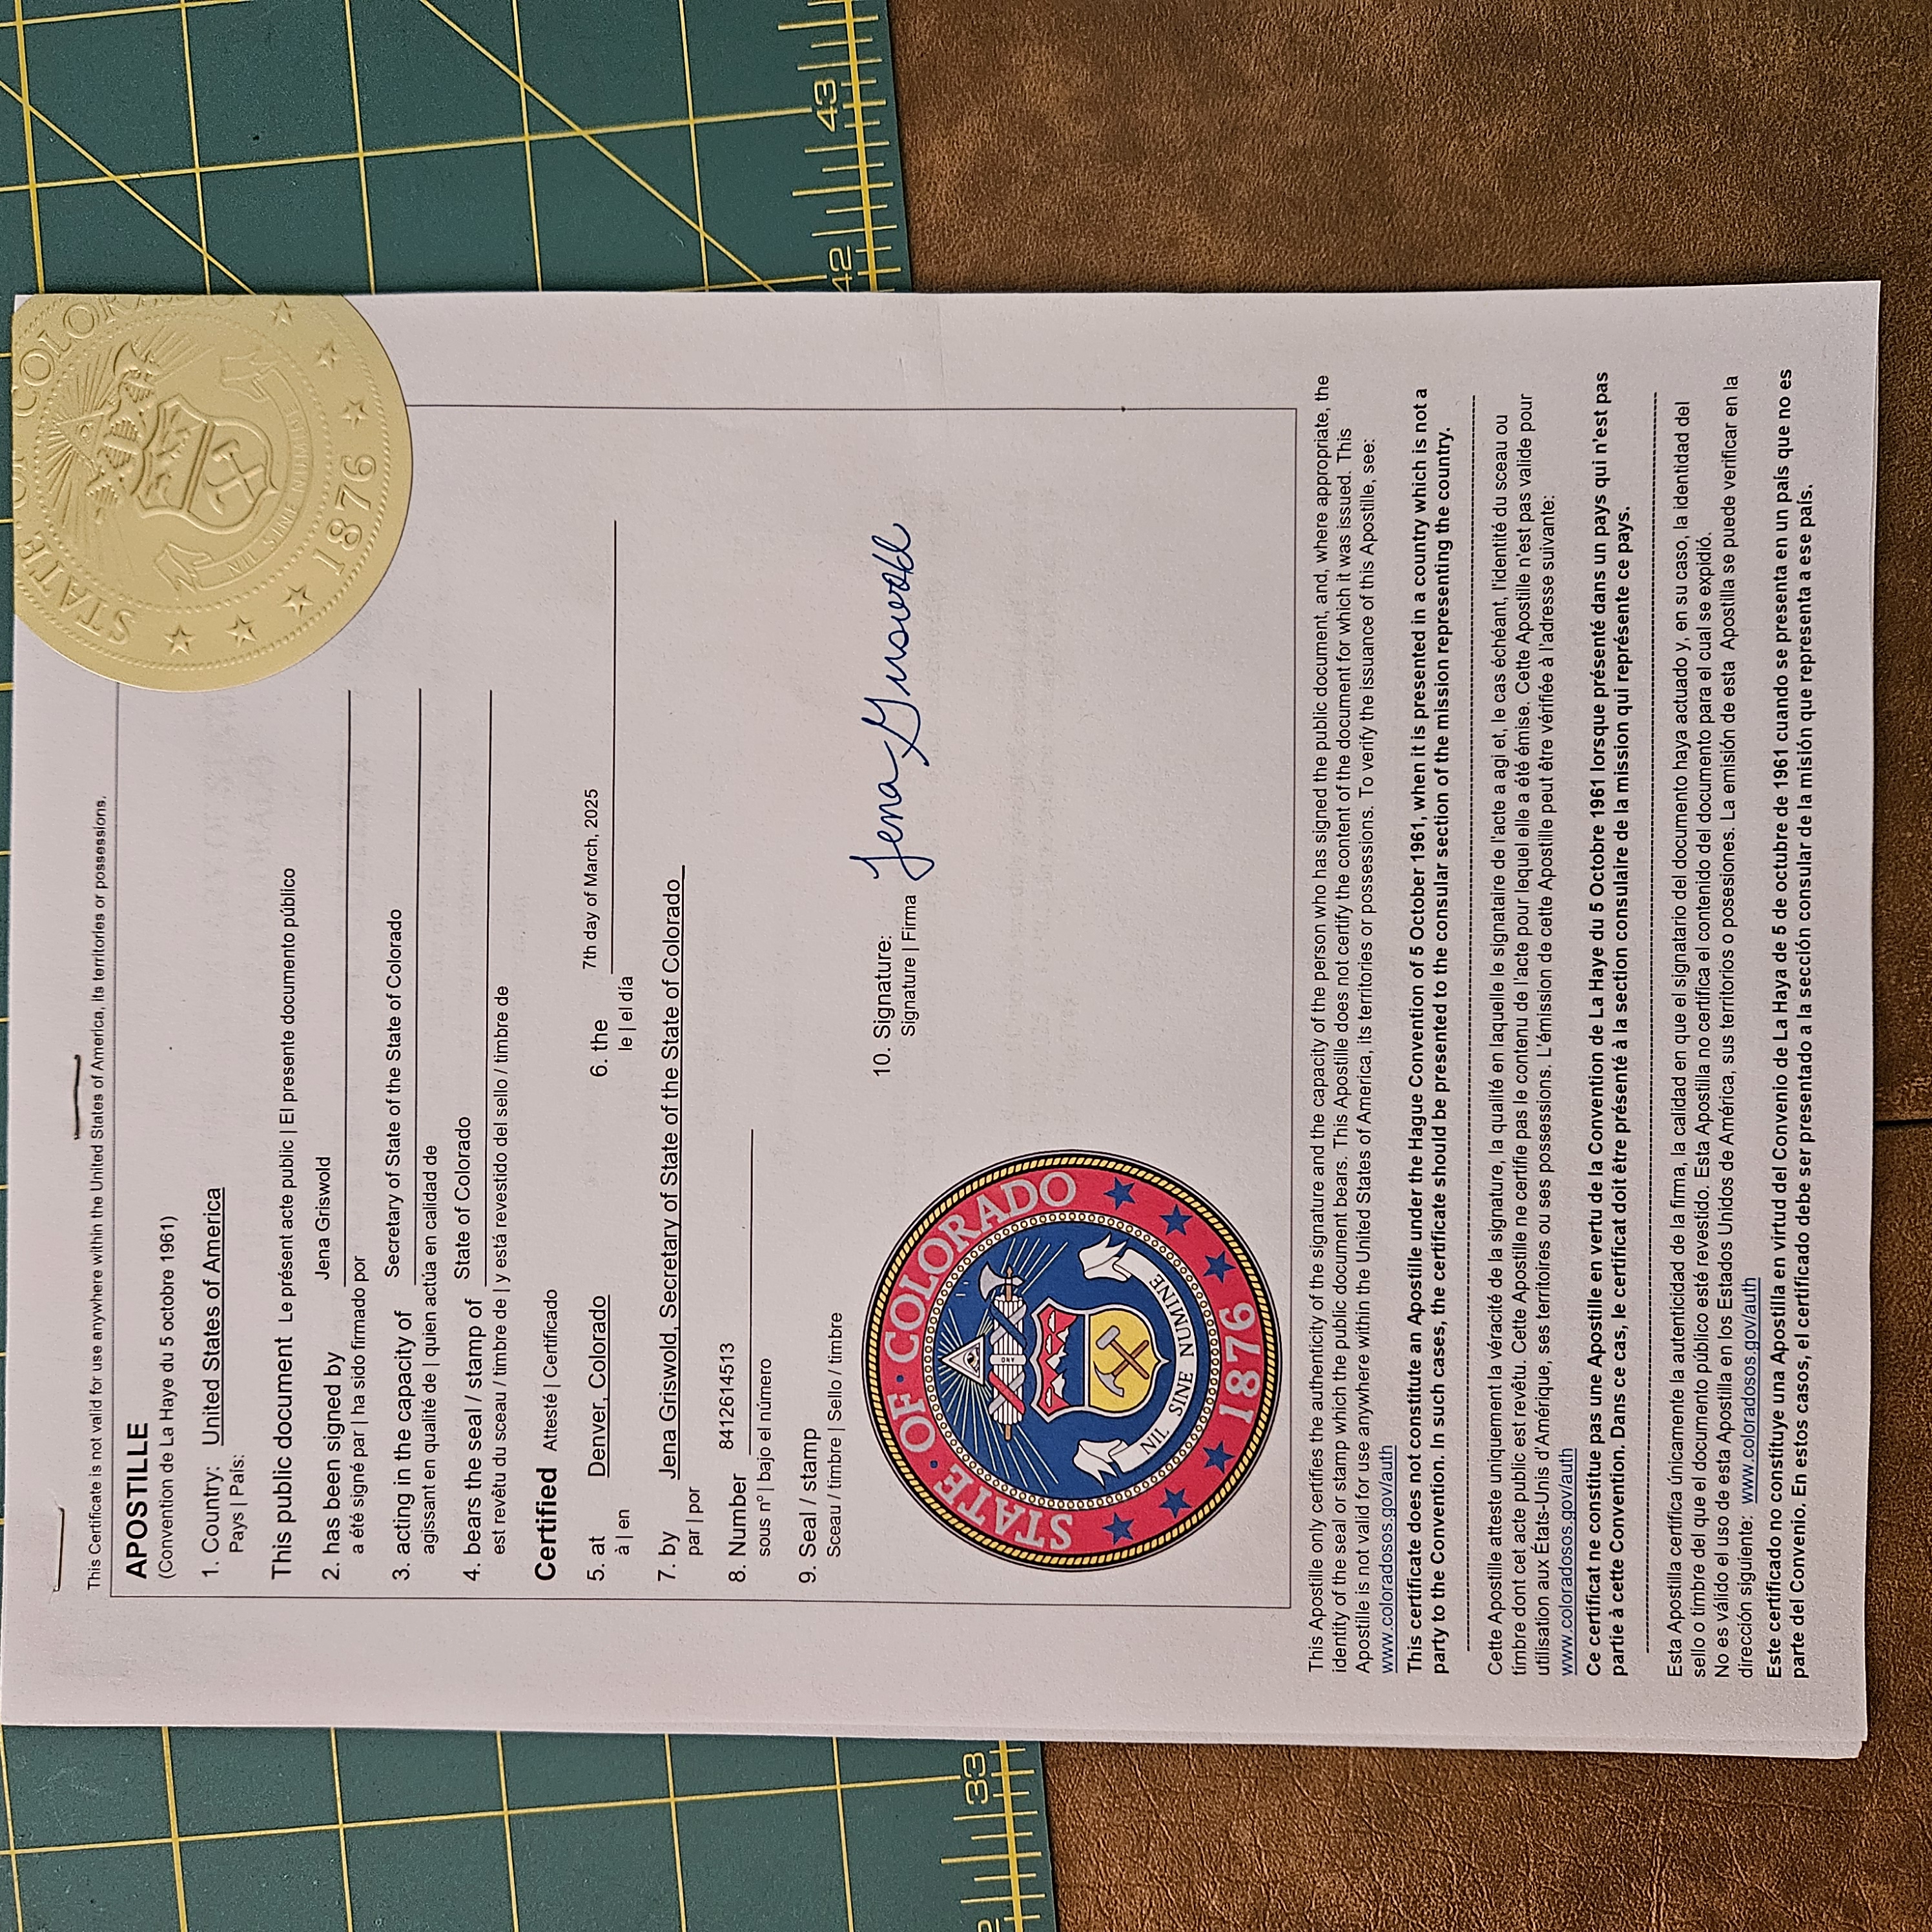 This Certificate is not valid for use anywhere within the United States of America, its territories or possessions.
APOSTILLE
(Convention de La Haye du 5 octobre 1961)
1. Country: United States of America
Pays | País:
This public document Le présent acte public | El presente documento público
2. has been signed by Jena Griswold
a été signé par | ha sido firmado por
3. acting in the capacity of Secretary of State of the State of Colorado
agissant en qualité de | quien actúa en calidad de
4. bears the seal / stamp of State of Colorado
est revêtu du sceau / timbre de | y está revestido del sello / timbre de
Certified Attesté | Certificado
5. at Denver, Colorado 6. the 7th day of March, 2025
à | en le | el día
7. by Jena Griswold, Secretary of State of the State of Colorado
par | por
8. Number 84126145513
sous nº | bajo el número
9. Seal / stamp 10. Signature: Jena Griswold
Sceau / timbre | Sello / timbre Signature | Firma
STATE OF COLORADO
NIL SINE NUMINE
1876
STATE OF COLORADO
1876
This Apostille only certifies the authenticity of the signature and the capacity of the person who has signed the public document, and, where appropriate, the
identity of the seal or stamp which the public document bears. This Apostille does not certify the content of the document for which it was issued. This
Apostille is not valid for use anywhere within the United States of America, its territories or possessions. To verify the issuance of this Apostille, see:
www.coloradosos.gov/auth
This certificate does not constitute an Apostille under the Hague Convention of 5 October 1961, when it is presented in a country which is not a
party to the Convention. In such cases, the certificate should be presented to the consular section of the mission representing the country.
Cette Apostille atteste uniquement la véracité de la signature, la qualité en laquelle le signataire de l'acte a agi et, le cas échéant, l'identité du sceau ou
timbre dont cet acte public est revêtu. Cette Apostille ne certifie pas le contenu de l'acte pour lequel elle a été émise. Cette Apostille n'est pas valide pour
utilisation aux États-Unis d'Amérique, ses territoires ou ses possessions. L'émission de cette Apostille peut être vérifiée à l'adresse suivante:
www.coloradosos.gov/auth
Ce certificat ne constitue pas une Apostille en vertu de la Convention de La Haye du 5 Octobre 1961 lorsque présenté dans un pays qui n'est pas
partie à cette Convention. Dans ce cas, le certificat doit être présenté à la section consulaire de la mission qui représente ce pays.
Esta Apostilla certifica únicamente la autenticidad de la firma, la calidad en que el signatario del documento haya actuado y, en su caso, la identidad del
sello o timbre del que el documento público esté revestido. Esta Apostilla no certifica el contenido del documento para el cual se expidió.
No es válido el uso de esta Apostilla en los Estados Unidos de América, sus territorios o posesiones. La emisión de esta Apostilla se puede verificar en la
dirección siguiente: www.coloradosos.gov/auth
Este certificado no constituye una Apostilla en virtud del Convenio de La Haya de 5 de octubre de 1961 cuando se presenta en un país que no es
parte del Convenio. En estos casos, el certificado debe ser presentado a la sección consular de la misión que representa a ese país.
33
42
43